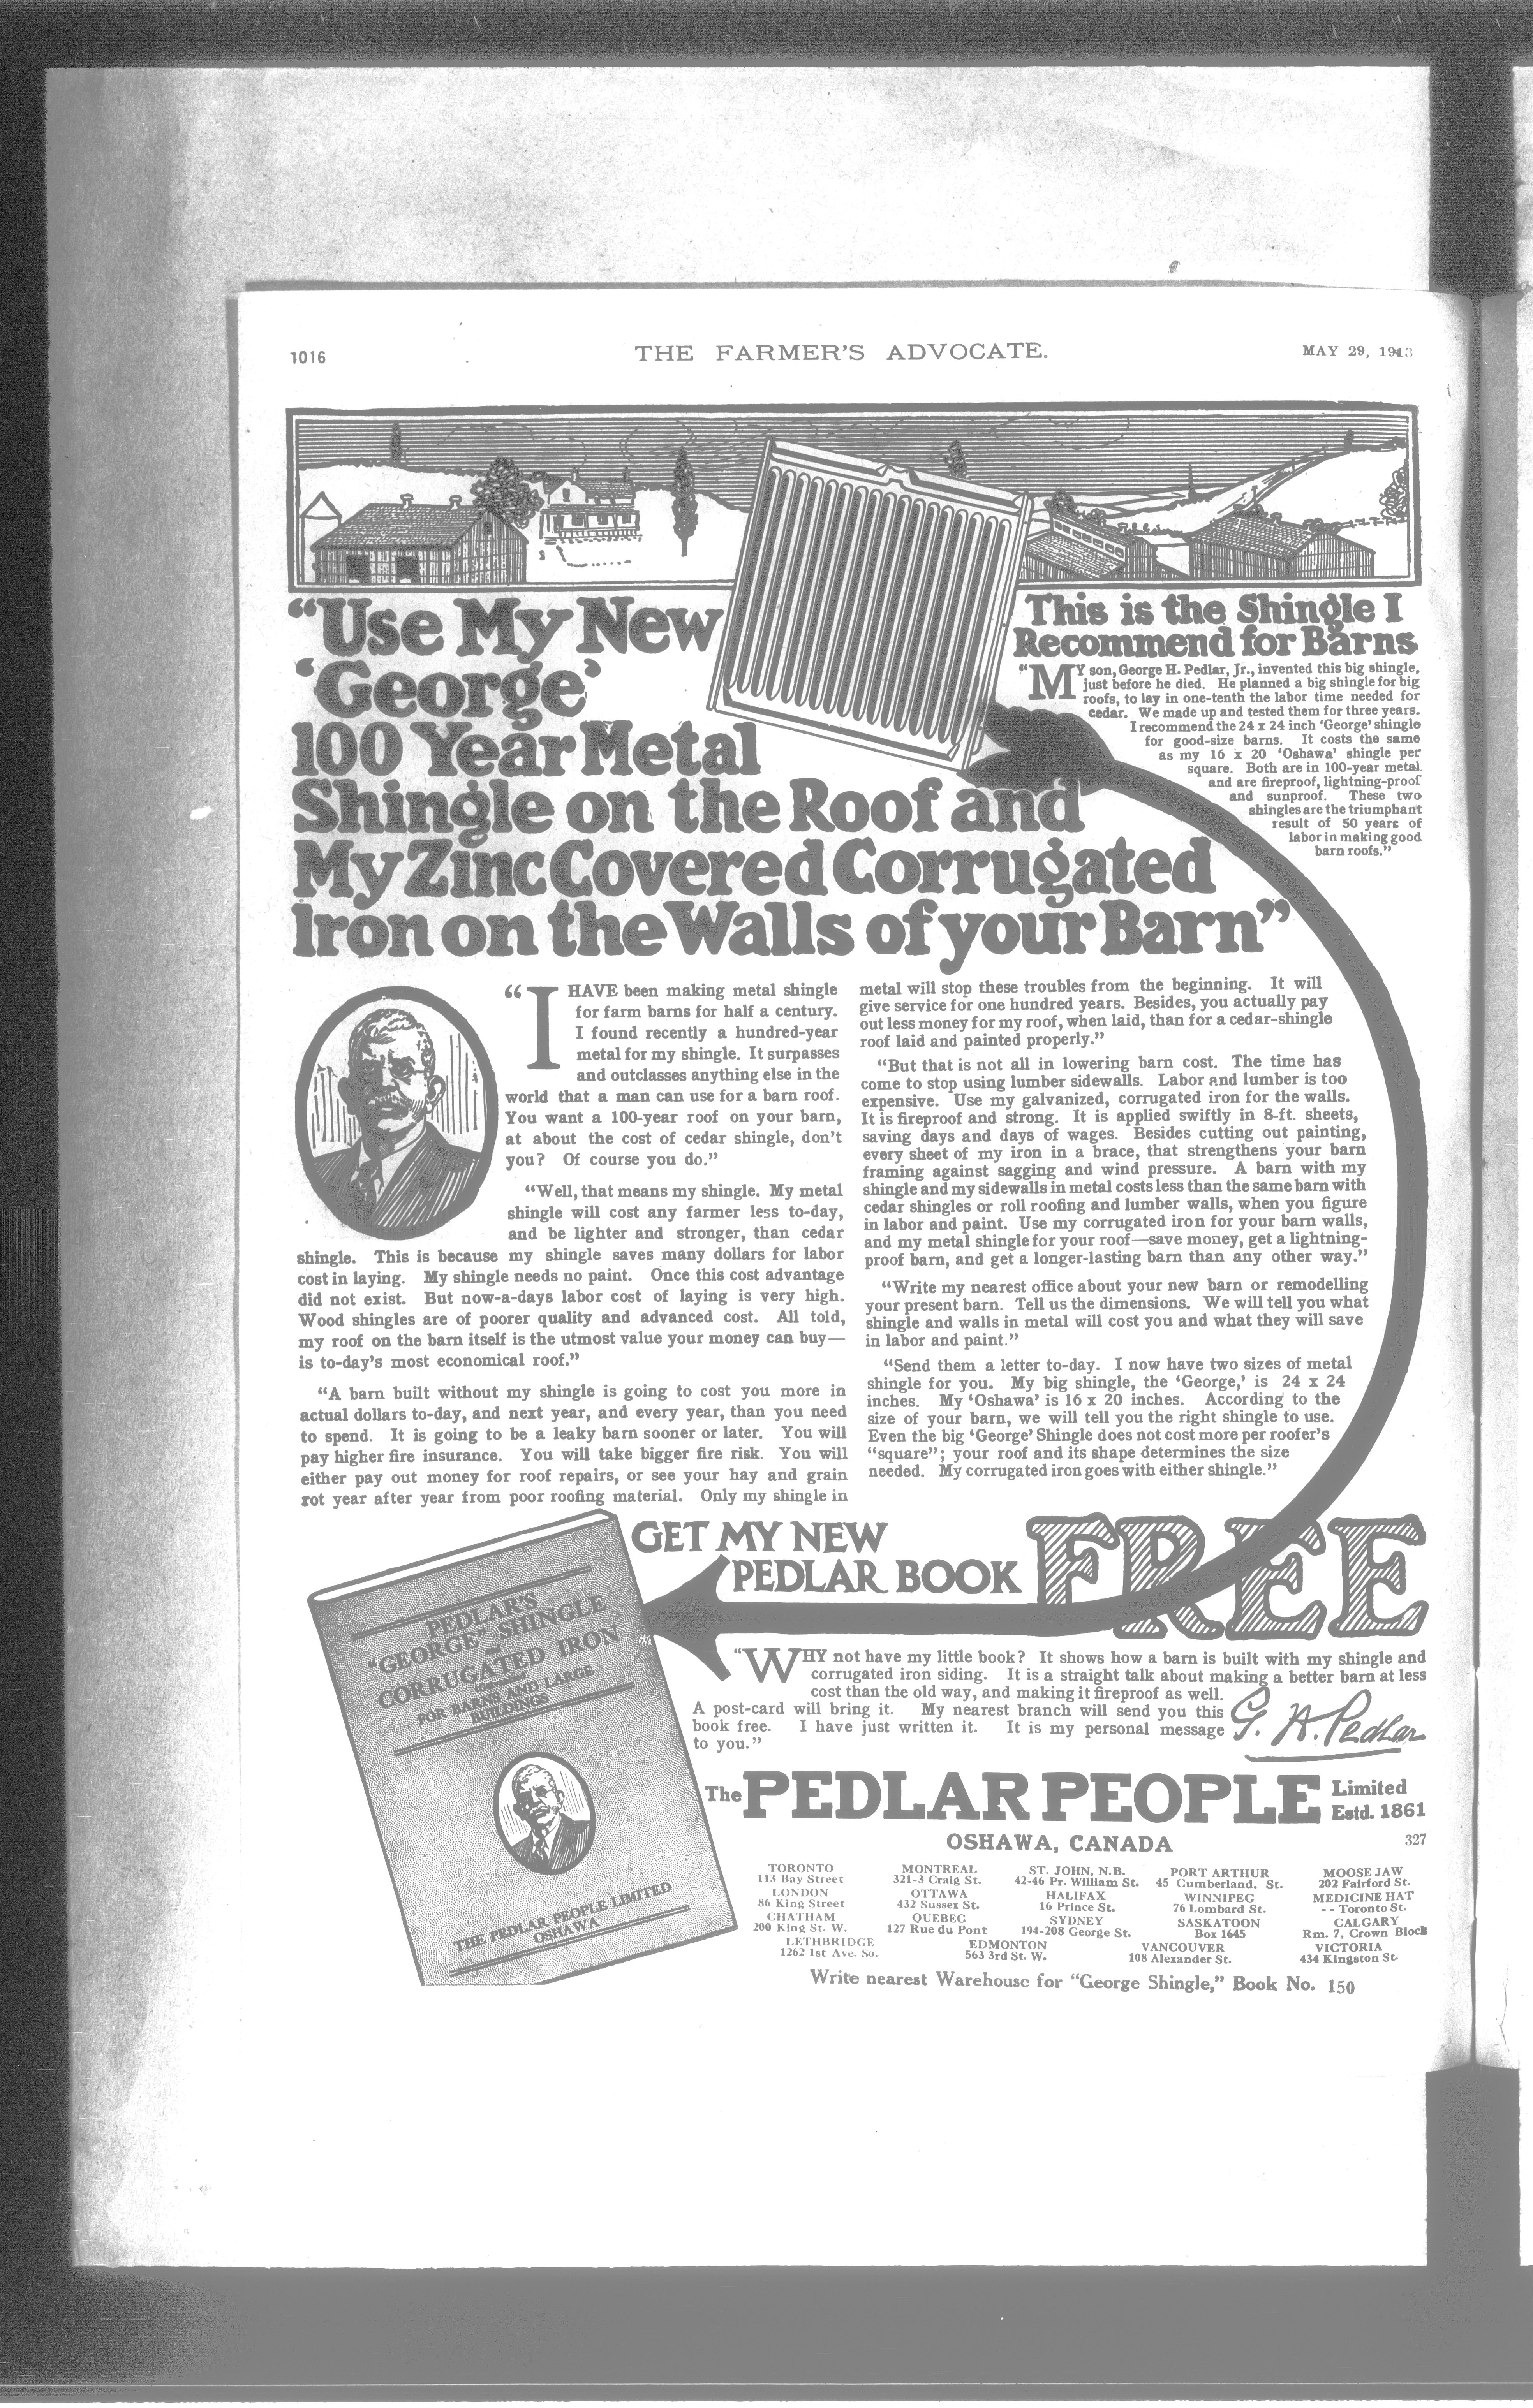 1016
THE FARMER'S ADVOCATE.
MAY 29, 1913
"Use My New
'George'
100 Year Metal
Shingle on the Roof and
My Zinc Covered Corrugated
Iron on the Walls of your Barn"
This is the Shingle I
Recommend for Barns
"MY son, George H. Pedlar, Jr., invented this big shingle,
just before he died. He planned a big shingle for big
roofs, to lay in one-tenth the labor time needed for
cedar. We made up and tested them for three years.
I recommend the 24 x 24 inch 'George' shingle
for good-size barns. It costs the same
as my 16 x 20 'Oshawa' shingle per
square. Both are in 100-year metal
and are fireproof, lightning-proof
and sunproof. These two
shingles are the triumphant
result of 50 years of
labor in making good
barn roofs."
"I HAVE been making metal shingle
for farm barns for half a century.
I found recently a hundred-year
metal for my shingle. It surpasses
and outclasses anything else in the
world that a man can use for a barn roof.
You want a 100-year roof on your barn,
at about the cost of cedar shingle, don't
you? Of course you do."
"Well, that means my shingle. My metal
shingle will cost any farmer less to-day,
and be lighter and stronger, than cedar
shingle. This is because my shingle saves many dollars for labor
cost in laying. My shingle needs no paint. Once this cost advantage
did not exist. But now-a-days labor cost of laying is very high.
Wood shingles are of poorer quality and advanced cost. All told,
my roof on the barn itself is the utmost value your money can buy—
is to-day's most economical roof."
"A barn built without my shingle is going to cost you more in
actual dollars to-day, and next year, and every year, than you need
to spend. It is going to be a leaky barn sooner or later. You will
pay higher fire insurance. You will take bigger fire risk. You will
either pay out money for roof repairs, or see your hay and grain
rot year after year from poor roofing material. Only my shingle in
metal will stop these troubles from the beginning. It will
give service for one hundred years. Besides, you actually pay
out less money for my roof, when laid, than for a cedar-shingle
roof laid and painted properly."
"But that is not all in lowering barn cost. The time has
come to stop using lumber sidewalls. Labor and lumber is too
expensive. Use my galvanized, corrugated iron for the walls.
It is fireproof and strong. It is applied swiftly in 8-ft. sheets,
saving days and days of wages. Besides cutting out painting,
every sheet of my iron in a brace, that strengthens your barn
framing against sagging and wind pressure. A barn with my
shingle and my sidewalls in metal costs less than the same barn with
cedar shingles or roll roofing and lumber walls, when you figure
in labor and paint. Use my corrugated iron for your barn walls,
and my metal shingle for your roof—save money, get a lightning-
proof barn, and get a longer-lasting barn than any other way."
"Write my nearest office about your new barn or remodelling
your present barn. Tell us the dimensions. We will tell you what
shingle and walls in metal will cost you and what they will save
in labor and paint."
"Send them a letter to-day. I now have two sizes of metal
shingle for you. My big shingle, the 'George,' is 24 x 24
inches. My 'Oshawa' is 16 x 20 inches. According to the
size of your barn, we will tell you the right shingle to use.
Even the big 'George' Shingle does not cost more per roofer's
"square"; your roof and its shape determines the size
needed. My corrugated iron goes with either shingle."
GET MY NEW
PEDLAR BOOK FREE
PEDLAR'S
"GEORGE" SHINGLE
AND
CORRUGATED IRON
FOR BARNS AND LARGE
BUILDINGS
THE PEDLAR PEOPLE LIMITED
OSHAWA
"WHY not have my little book? It shows how a barn is built with my shingle and
corrugated iron siding. It is a straight talk about making a better barn at less
cost than the old way, and making it fireproof as well.
A post-card will bring it. My nearest branch will send you this
book free. I have just written it. It is my personal message
to you."
G. H. Pedlar
The PEDLAR PEOPLE Limited
Estd. 1861
OSHAWA, CANADA
327
TORONTO MONTREAL ST. JOHN, N.B. PORT ARTHUR MOOSE JAW
113 Bay Street 321-3 Craig St. 42-46 Pr. William St. 45 Cumberland, St. 202 Fairford St.
LONDON OTTAWA HALIFAX WINNIPEG MEDICINE HAT
86 King Street 432 Sussex St. 16 Prince St. 76 Lombard St. - - Toronto St.
CHATHAM QUEBEC SYDNEY SASKATOON CALGARY
200 King St. W. 127 Rue du Pont 194-208 George St. Box 1645 Rm. 7, Crown Block
LETHBRIDGE EDMONTON VANCOUVER VICTORIA
1262 1st Ave. So. 563 3rd St. W. 108 Alexander St. 434 Kingston St.
Write nearest Warehouse for "George Shingle," Book No. 150